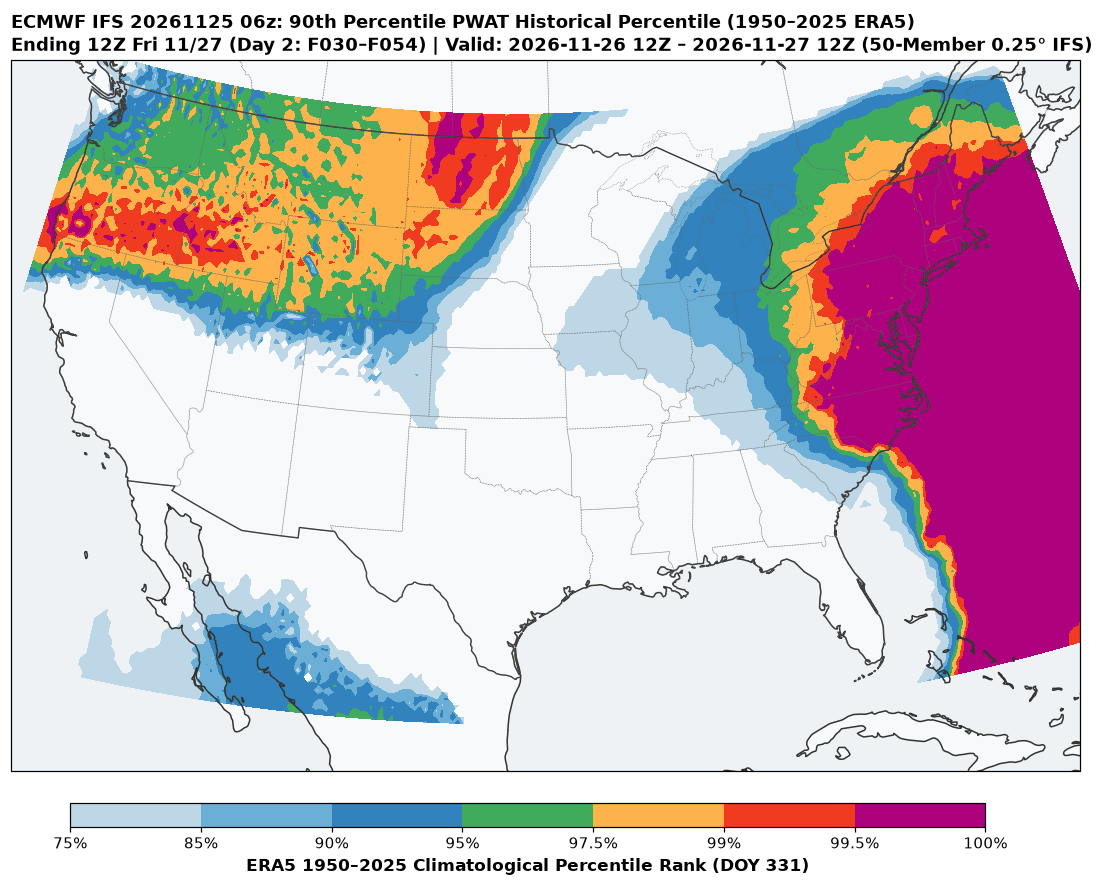 ECMWF IFS 20261125 06z: 90th Percentile PWAT Historical Percentile (1950–2025 ERA5)
Ending 12Z Fri 11/27 (Day 2: F030–F054) | Valid: 2026-11-26 12Z – 2026-11-27 12Z (50-Member 0.25° IFS)
75% 85% 90% 95% 97.5% 99% 99.5% 100%
ERA5 1950–2025 Climatological Percentile Rank (DOY 331)